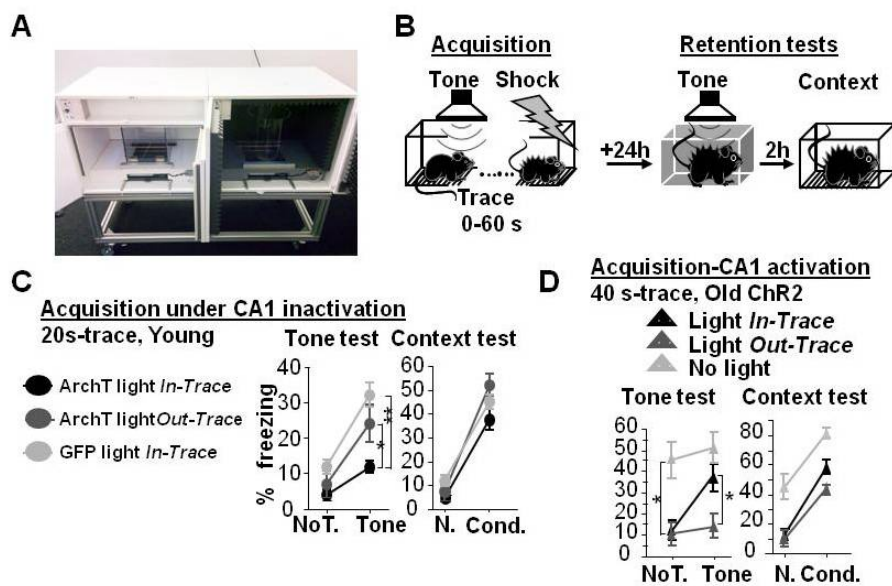 A
B
Acquisition
Retention tests
Tone Shock
Tone
Context
+24h
2h
Trace
0-60 s
C
Acquisition under CA1 inactivation
20s-trace, Young
ArchT light In-Trace
ArchT lightOut-Trace
GFP light In-Trace
Tone test
Context test
% freezing
40
30
20
10
0
**
*
NoT. Tone
60
50
40
30
20
10
0
N. Cond.
D
Acquisition-CA1 activation
40 s-trace, Old ChR2
Light In-Trace
Light Out-Trace
No light
Tone test
Context test
60
50
40
30
20
10
0
*
*
NoT. Tone
80
60
40
20
0
N. Cond.